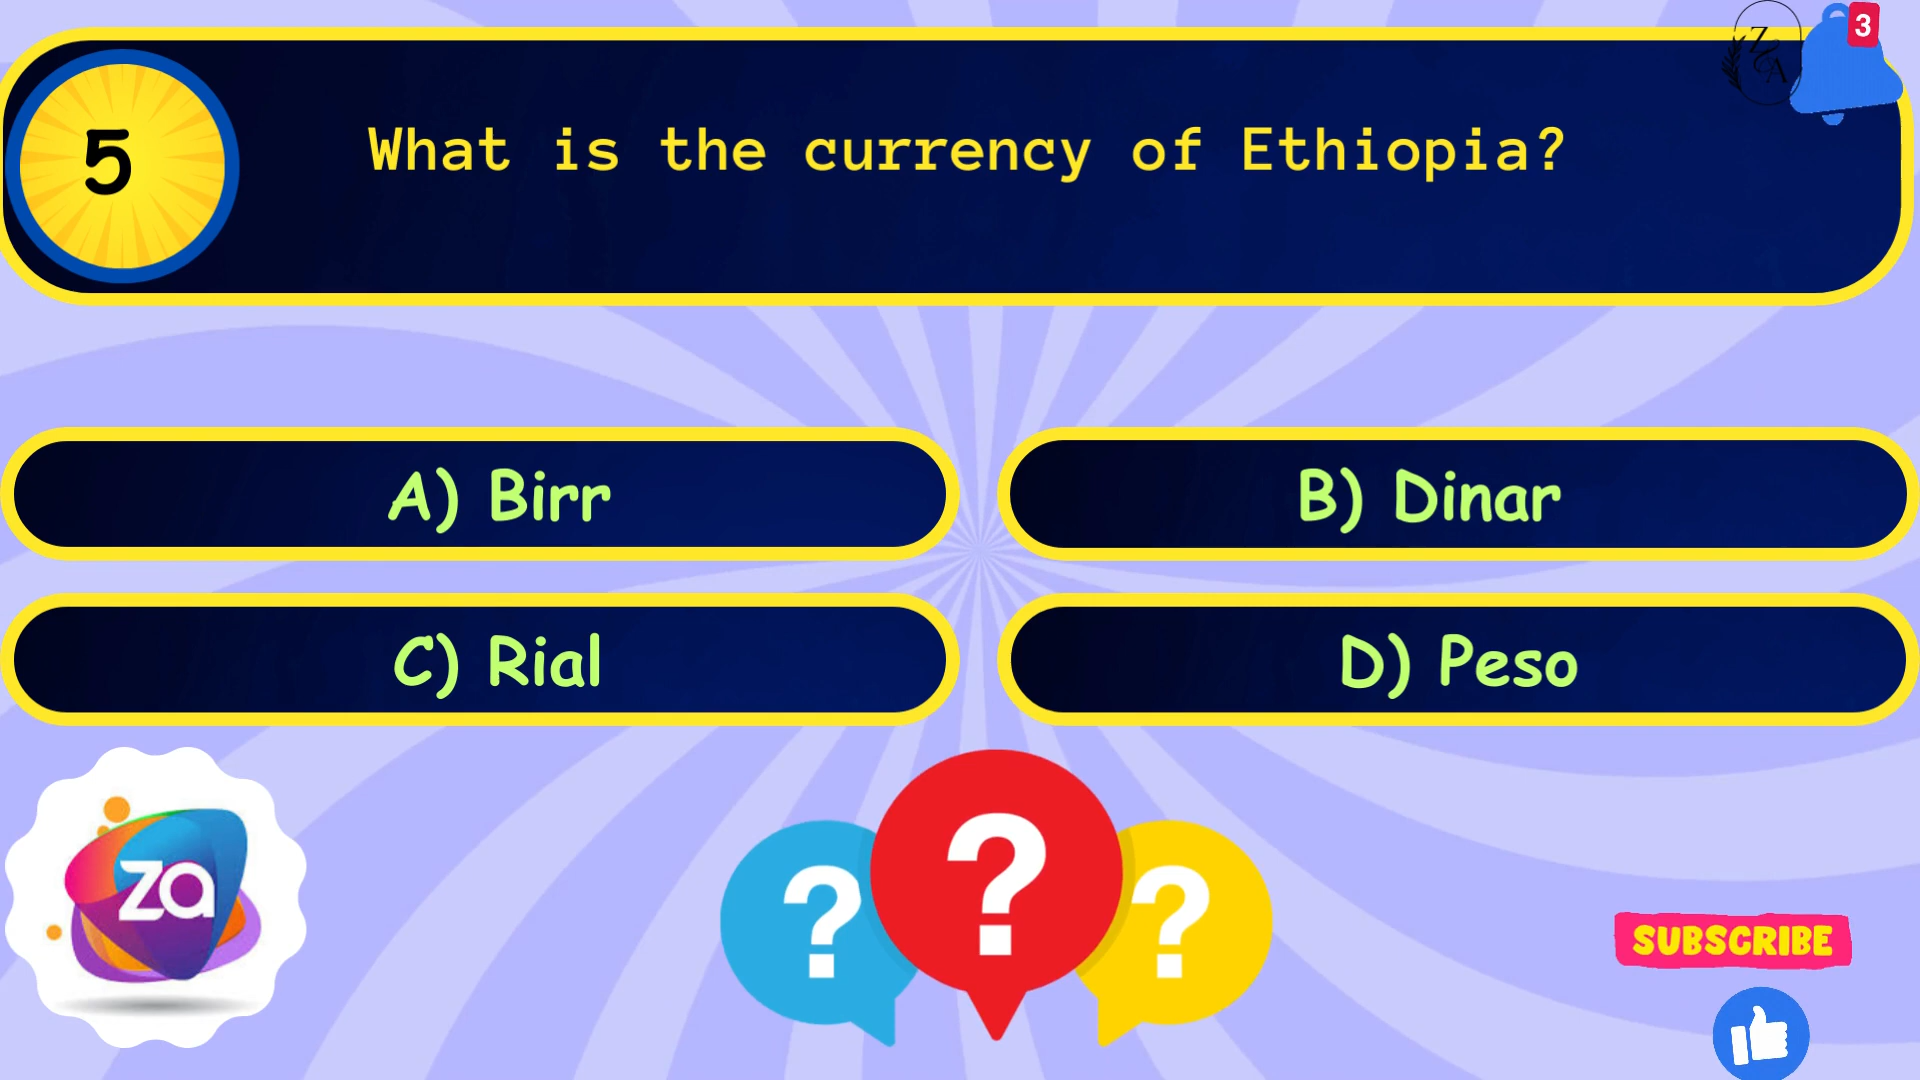 3
Z
&
A
5
What is the currency of Ethiopia?
A) Birr
B) Dinar
C) Rial
D) Peso
za
? ? ?
SUBSCRIBE